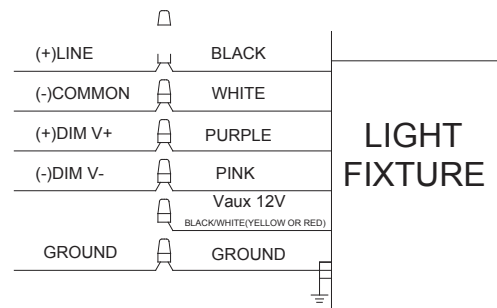 (+)LINE BLACK
(-)COMMON WHITE
(+)DIM V+ PURPLE
(-)DIM V- PINK
Vaux 12V
BLACK/WHITE(YELLOW OR RED)
GROUND GROUND
LIGHT
FIXTURE